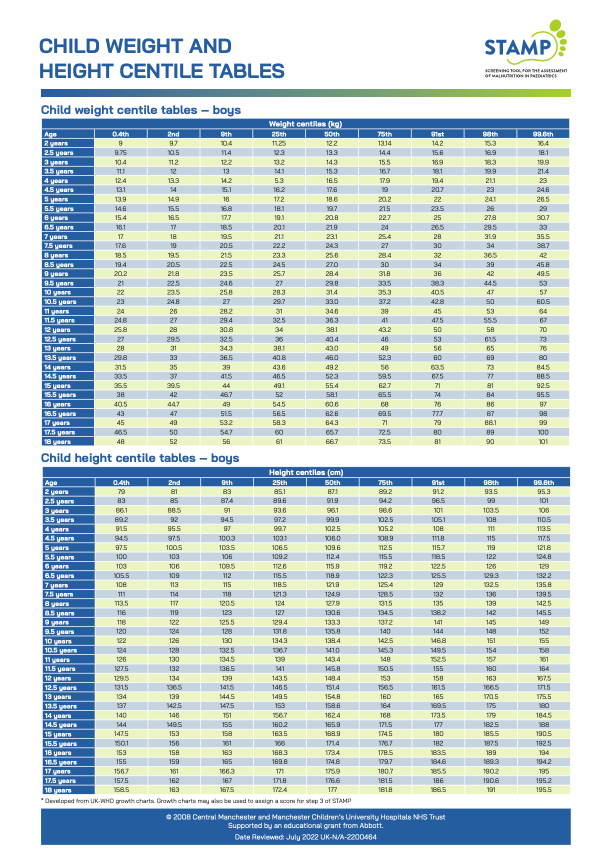 CHILD WEIGHT AND
HEIGHT CENTILE TABLES
STAMP
SCREENING TOOL FOR THE ASSESSMENT
OF MALNUTRITION IN PAEDIATRICS
Child weight centile tables – boys
Weight centiles (kg)
Age 0.4th 2nd 9th 25th 50th 75th 91st 98th 99.6th
2 years 9 9.7 10.4 11.25 12.2 13.14 14.2 15.3 16.4
2.5 years 9.75 10.5 11.4 12.3 13.3 14.4 15.6 16.9 18.1
3 years 10.4 11.2 12.2 13.2 14.3 15.5 16.9 18.3 19.9
3.5 years 11.1 12 13 14.1 15.3 16.7 18.1 19.9 21.4
4 years 12.4 13.3 14.2 5.3 16.5 17.9 19.4 21.1 23
4.5 years 13.1 14 15.1 16.2 17.6 19 20.7 23 24.6
5 years 13.9 14.9 16 17.2 18.6 20.2 22 24.1 26.5
5.5 years 14.6 15.5 16.8 18.1 19.7 21.5 23.5 26 29
6 years 15.4 16.5 17.7 19.1 20.8 22.7 25 27.8 30.7
6.5 years 16.1 17 18.5 20.1 21.9 24 26.5 29.5 33
7 years 17 18 19.5 21.1 23.1 25.4 28 31.9 35.5
7.5 years 17.6 19 20.5 22.2 24.3 27 30 34 38.7
8 years 18.5 19.5 21.5 23.3 25.6 28.4 32 36.5 42
8.5 years 19.4 20.5 22.5 24.5 27.0 30 34 39 45.8
9 years 20.2 21.8 23.5 25.7 28.4 31.8 36 42 49.5
9.5 years 21 22.5 24.6 27 29.8 33.5 38.3 44.5 53
10 years 22 23.5 25.8 28.3 31.4 35.3 40.5 47 57
10.5 years 23 24.8 27 29.7 33.0 37.2 42.8 50 60.5
11 years 24 26 28.2 31 34.6 39 45 53 64
11.5 years 24.8 27 29.4 32.5 36.3 41 47.5 55.5 67
12 years 25.8 28 30.8 34 38.1 43.2 50 58 70
12.5 years 27 29.5 32.5 36 40.4 46 53 61.5 73
13 years 28 31 34.3 38.1 43.0 49 56 65 76
13.5 years 29.8 33 36.5 40.8 46.0 52.3 60 69 80
14 years 31.5 35 39 43.6 49.2 56 63.5 73 84.5
14.5 years 33.5 37 41.5 46.5 52.3 59.5 67.5 77 88.5
15 years 35.5 39.5 44 49.1 55.4 62.7 71 81 92.5
15.5 years 38 42 46.7 52 58.1 65.5 74 84 95.5
16 years 40.5 44.7 49 54.5 60.6 68 76 86 97
16.5 years 43 47 51.5 56.5 62.6 69.5 77.7 87 98
17 years 45 49 53.2 58.3 64.3 71 79 88.1 99
17.5 years 46.5 50 54.7 60 65.7 72.5 80 89 100
18 years 48 52 56 61 66.7 73.5 81 90 101
Child height centile tables – boys
Height centiles (cm)
Age 0.4th 2nd 9th 25th 50th 75th 91st 98th 99.6th
2 years 79 81 83 85.1 87.1 89.2 91.2 93.5 95.3
2.5 years 83 85 87.4 89.6 91.9 94.2 96.5 99 101
3 years 86.1 88.5 91 93.6 96.1 98.6 101 103.5 106
3.5 years 89.2 92 94.5 97.2 99.9 102.5 105.1 108 110.5
4 years 91.5 95.5 97 99.7 102.5 105.2 108 111 113.5
4.5 years 94.5 97.5 100.3 103.1 106.0 108.9 111.8 115 117.5
5 years 97.5 100.5 103.5 106.5 109.6 112.5 115.7 119 121.8
5.5 years 100 103 106 109.2 112.4 115.5 118.5 122 124.8
6 years 103 106 109.5 112.6 115.9 119.2 122.5 126 129
6.5 years 105.5 109 112 115.5 118.9 122.3 125.5 129.3 132.2
7 years 108 113 115 118.5 121.9 125.4 129 132.5 135.8
7.5 years 111 114 118 121.3 124.9 128.5 132 136 139.5
8 years 113.5 117 120.5 124 127.9 131.5 135 139 142.5
8.5 years 116 119 123 127 130.6 134.5 138.2 142 145.5
9 years 118 122 125.5 129.4 133.3 137.2 141 145 149
9.5 years 120 124 128 131.8 135.8 140 144 148 152
10 years 122 126 130 134.3 138.4 142.5 146.8 151 155
10.5 years 124 128 132.5 136.7 141.0 145.3 149.5 154 158
11 years 126 130 134.5 139 143.4 148 152.5 157 161
11.5 years 127.5 132 136.5 141 145.8 150.5 155 160 164
12 years 129.5 134 139 143.5 148.4 153 158 163 167.5
12.5 years 131.5 136.5 141.5 146.5 151.4 156.5 161.5 166.5 171.5
13 years 134 139 144.5 149.5 154.8 160 165 170.5 175.5
13.5 years 137 142.5 147.5 153 158.6 164 169.5 175 180
14 years 140 146 151 156.7 162.4 168 173.5 179 184.5
14.5 years 144 149.5 155 160.2 165.9 171.5 177 182.5 188
15 years 147.5 153 158 163.5 168.9 174.5 180 185.5 190.5
15.5 years 150.1 156 161 166 171.4 176.7 182 187.5 192.5
16 years 153 158 163 168.3 173.4 178.5 183.5 189 194
16.5 years 155 159 165 169.8 174.8 179.7 184.6 189.3 194.2
17 years 156.7 161 166.3 171 175.9 180.7 185.5 190.2 195
17.5 years 157.5 162 167 171.8 176.6 181.5 186 190.6 195.2
18 years 158.5 163 167.5 172.4 177 181.8 186.5 191 195.5
* Developed from UK-WHO growth charts. Growth charts may also be used to assign a score for step 3 of STAMP
© 2008 Central Manchester and Manchester Children's University Hospitals NHS Trust
Supported by an educational grant from Abbott.
Date Reviewed: July 2022 UK-N/A-2200464